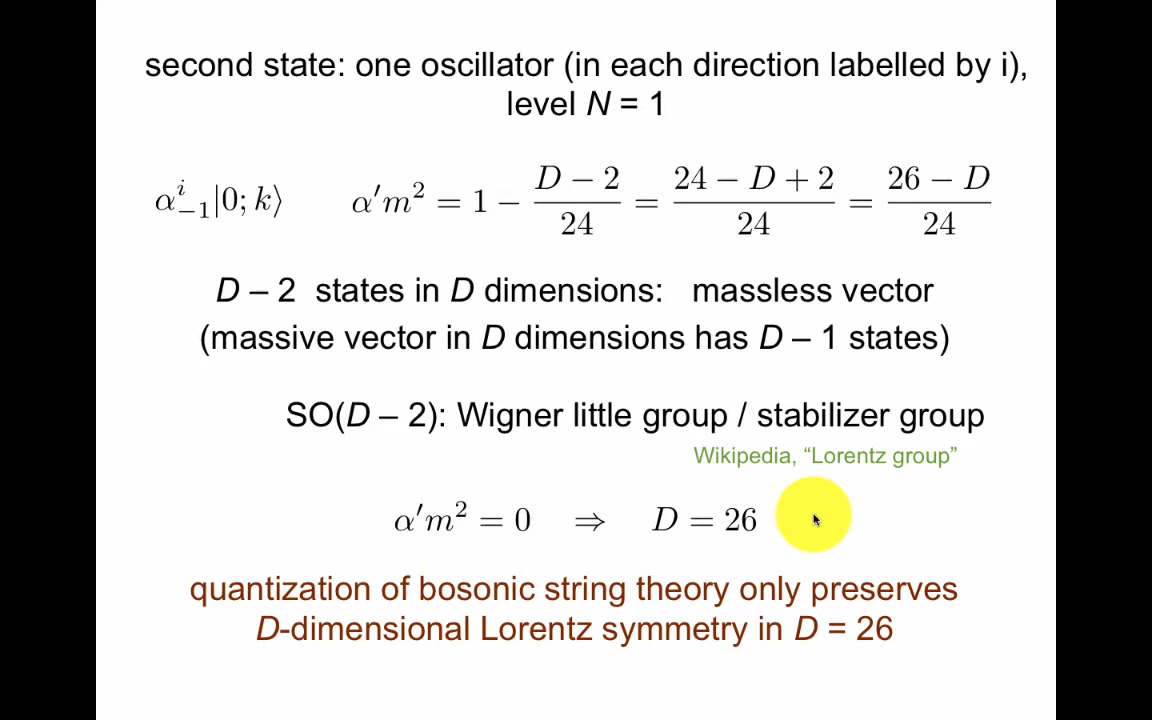 second state: one oscillator (in each direction labelled by i),
level N = 1
α^i_{−1}|0; k⟩ α′m² = 1 − \frac{D − 2}{24} = \frac{24 − D + 2}{24} = \frac{26 − D}{24}
D – 2 states in D dimensions: massless vector
(massive vector in D dimensions has D – 1 states)
SO(D – 2): Wigner little group / stabilizer group
Wikipedia, “Lorentz group”
α′m² = 0 ⇒ D = 26
quantization of bosonic string theory only preserves
D-dimensional Lorentz symmetry in D = 26